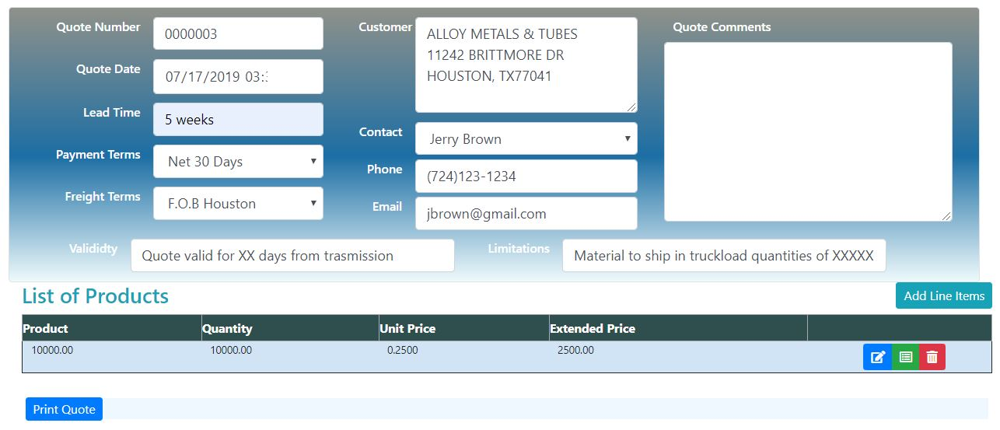 Quote Number
0000003
Quote Date
07/17/2019 03:
Lead Time
5 weeks
Payment Terms
Net 30 Days
Freight Terms
F.O.B Houston
Customer
ALLOY METALS & TUBES
11242 BRITTMORE DR
HOUSTON, TX77041
Contact
Jerry Brown
Phone
(724)123-1234
Email
jbrown@gmail.com
Quote Comments
Valididty
Quote valid for XX days from trasmission
Limitations
Material to ship in truckload quantities of XXXXX
List of Products
Add Line Items
Product Quantity Unit Price Extended Price
10000.00 10000.00 0.2500 2500.00
Print Quote